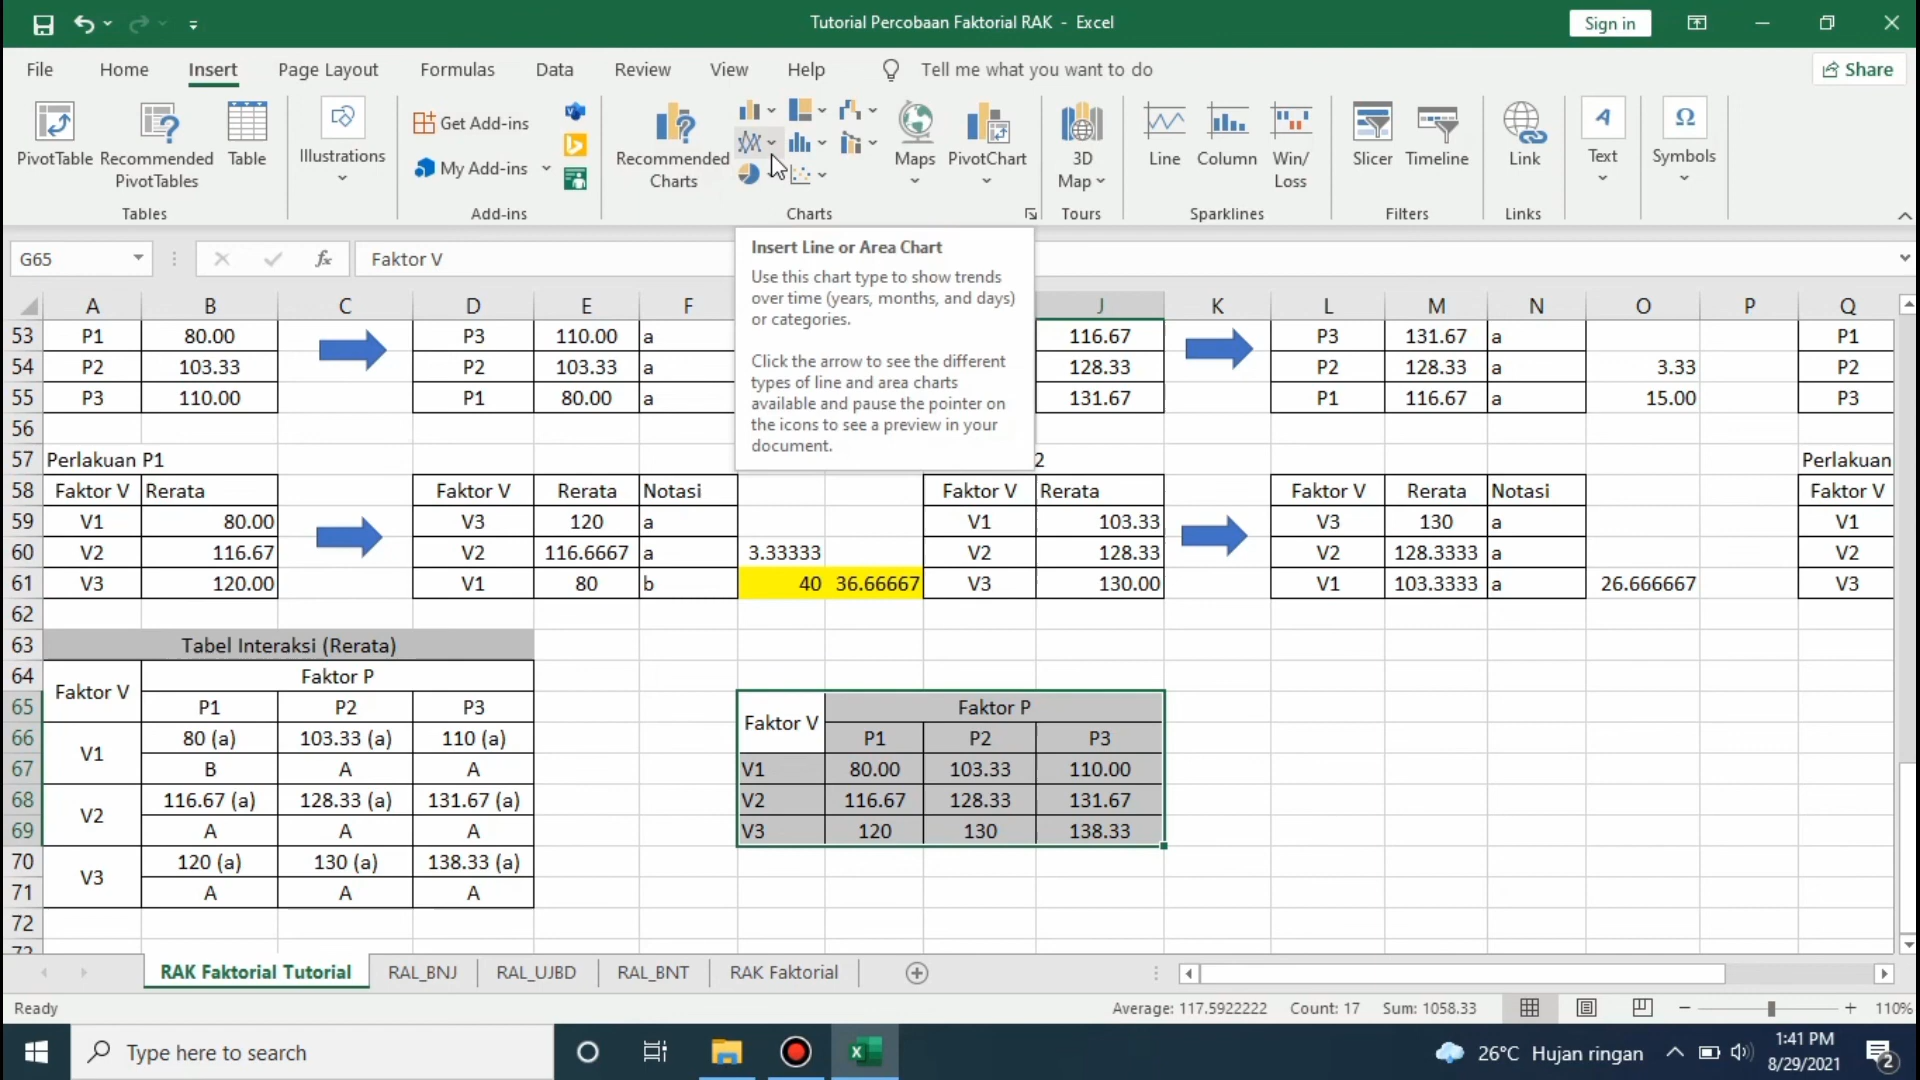 Tutorial Percobaan Faktorial RAK - Excel
Sign in
File Home Insert Page Layout Formulas Data Review View Help Tell me what you want to do Share
PivotTable
Recommended PivotTables
Table
Tables
Illustrations
Get Add-ins
My Add-ins
Add-ins
Recommended Charts
Maps
PivotChart
Charts
3D Map
Tours
Line
Column
Win/ Loss
Sparklines
Slicer
Timeline
Filters
Link
Links
A
Text
Ω
Symbols
G65 fx Faktor V
Insert Line or Area Chart
Use this chart type to show trends
over time (years, months, and days)
or categories.
Click the arrow to see the different
types of line and area charts
available and pause the pointer on
the icons to see a preview in your
document.
A B C D E F J K L M N O P Q
53 P1 80.00 P3 110.00 a 116.67 P3 131.67 a P1
54 P2 103.33 P2 103.33 a 128.33 P2 128.33 a 3.33 P2
55 P3 110.00 P1 80.00 a 131.67 P1 116.67 a 15.00 P3
56
57 Perlakuan P1 2 Perlakuan
58 Faktor V Rerata Faktor V Rerata Notasi Faktor V Rerata Faktor V Rerata Notasi Faktor V
59 V1 80.00 V3 120 a V1 103.33 V3 130 a V1
60 V2 116.67 V2 116.6667 a 3.33333 V2 128.33 V2 128.3333 a V2
61 V3 120.00 V1 80 b 40 36.66667 V3 130.00 V1 103.3333 a 26.666667 V3
62
63 Tabel Interaksi (Rerata)
64 Faktor V Faktor P
65 P1 P2 P3 Faktor V Faktor P
66 V1 80 (a) 103.33 (a) 110 (a) P1 P2 P3
67 B A A V1 80.00 103.33 110.00
68 V2 116.67 (a) 128.33 (a) 131.67 (a) V2 116.67 128.33 131.67
69 A A A V3 120 130 138.33
70 V3 120 (a) 130 (a) 138.33 (a)
71 A A A
72
RAK Faktorial Tutorial RAL_BNJ RAL_UJBD RAL_BNT RAK Faktorial
Ready Average: 117.5922222 Count: 17 Sum: 1058.33 110%
Type here to search
26°C Hujan ringan
1:41 PM
8/29/2021
2